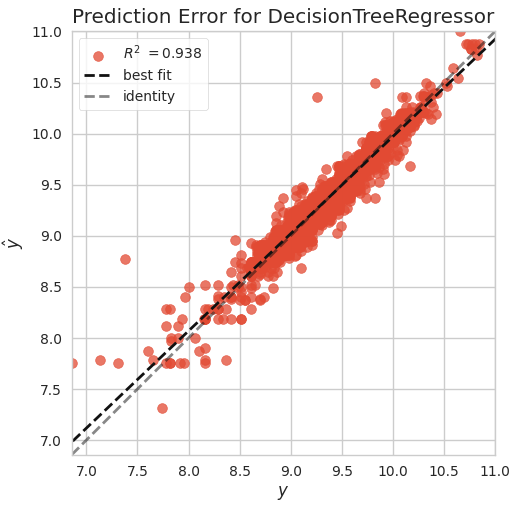 Prediction Error for DecisionTreeRegressor
R² = 0.938
best fit
identity
11.0
10.5
10.0
9.5
9.0
8.5
8.0
7.5
7.0
ŷ
7.0 7.5 8.0 8.5 9.0 9.5 10.0 10.5 11.0
y